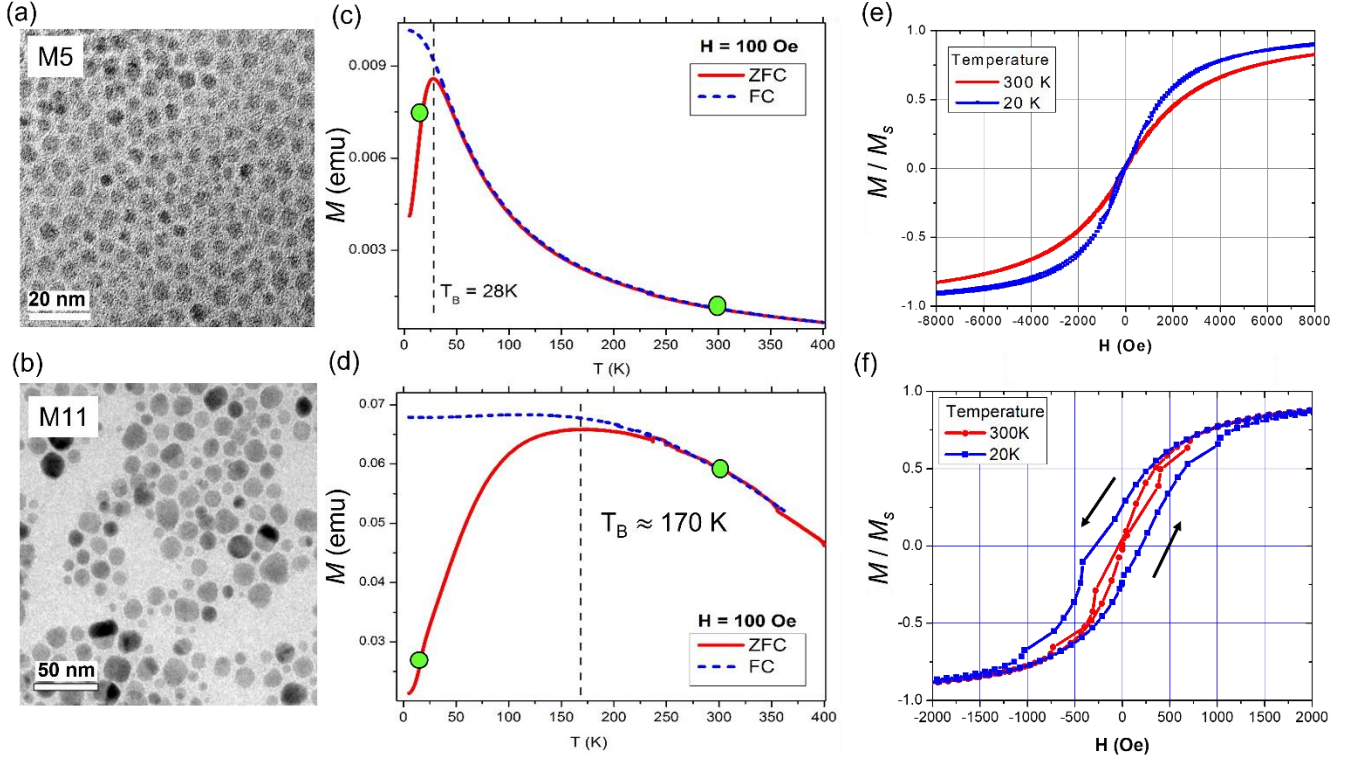 (a)
M5
20 nm
(b)
M11
50 nm
(c)
H = 100 Oe
ZFC
FC
0.009
0.006
0.003
M (emu)
T_B = 28K
0 50 100 150 200 250 300 350 400
T (K)
(d)
0.07
0.06
0.05
0.04
0.03
M (emu)
T_B ≈ 170 K
H = 100 Oe
ZFC
FC
0 50 100 150 200 250 300 350 400
T (K)
(e)
Temperature
300 K
20 K
1.0
0.5
0.0
-0.5
-1.0
M / M_s
-8000 -6000 -4000 -2000 0 2000 4000 6000 8000
H (Oe)
(f)
Temperature
300K
20K
1.0
0.5
0.0
-0.5
-1.0
M / M_s
-2000 -1500 -1000 -500 0 500 1000 1500 2000
H (Oe)